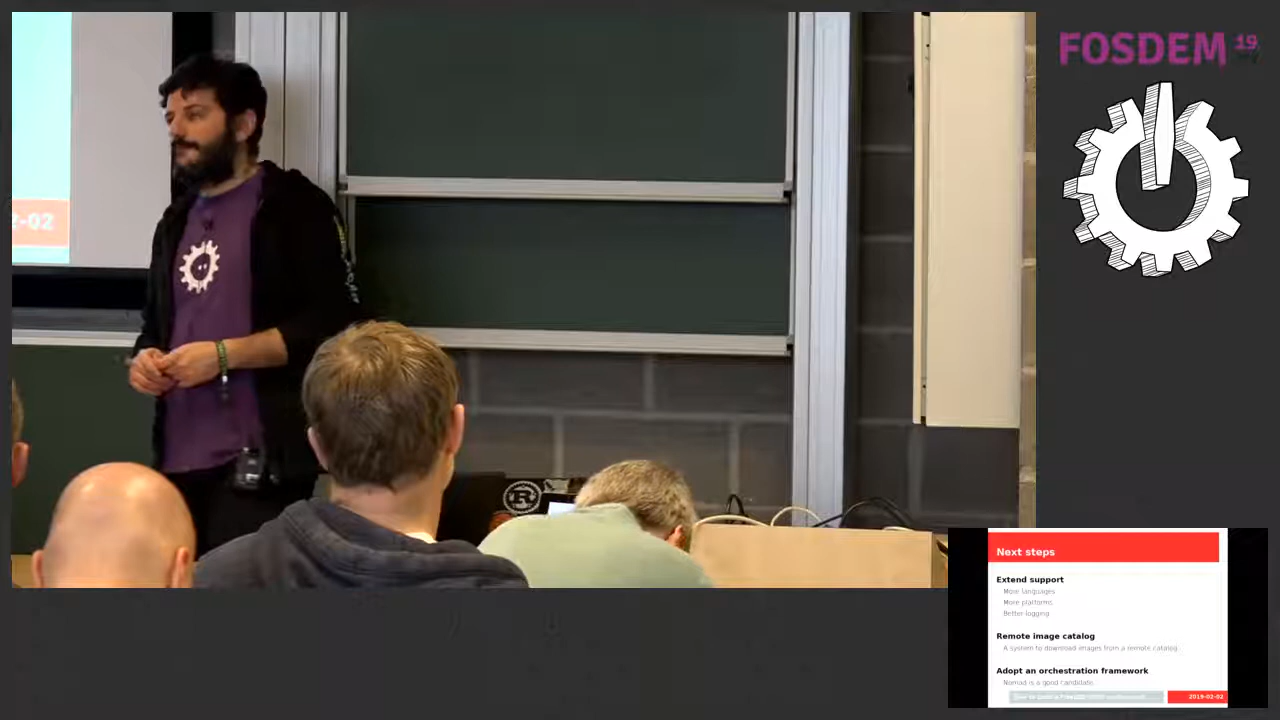 FOSDEM 19
2-02
R
Next steps
Extend support
More languages
More platforms
Better logging
Remote image catalog
A system to download images from a remote catalog
Adopt an orchestration framework
Nomad is a good candidate
2019-02-02